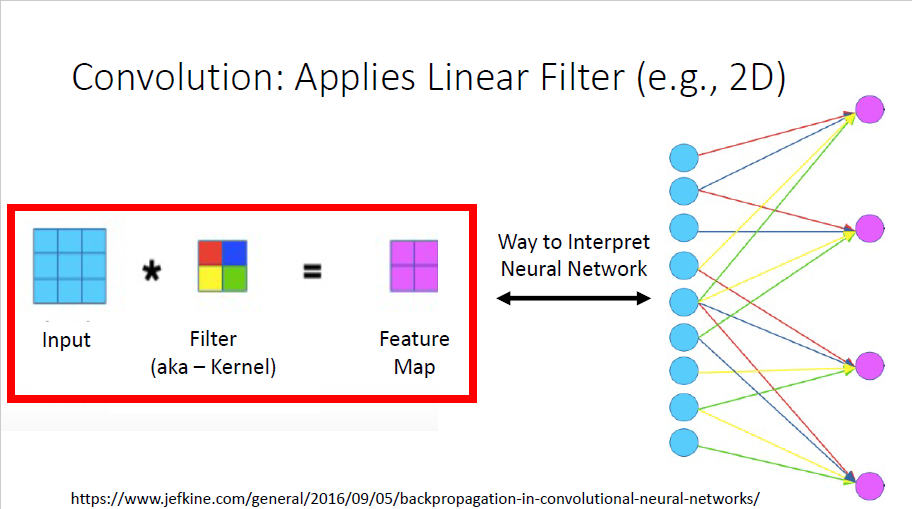 Convolution: Applies Linear Filter (e.g., 2D)
*
=
Input
Filter
(aka – Kernel)
Feature
Map
Way to Interpret
Neural Network
https://www.jefkine.com/general/2016/09/05/backpropagation-in-convolutional-neural-networks/